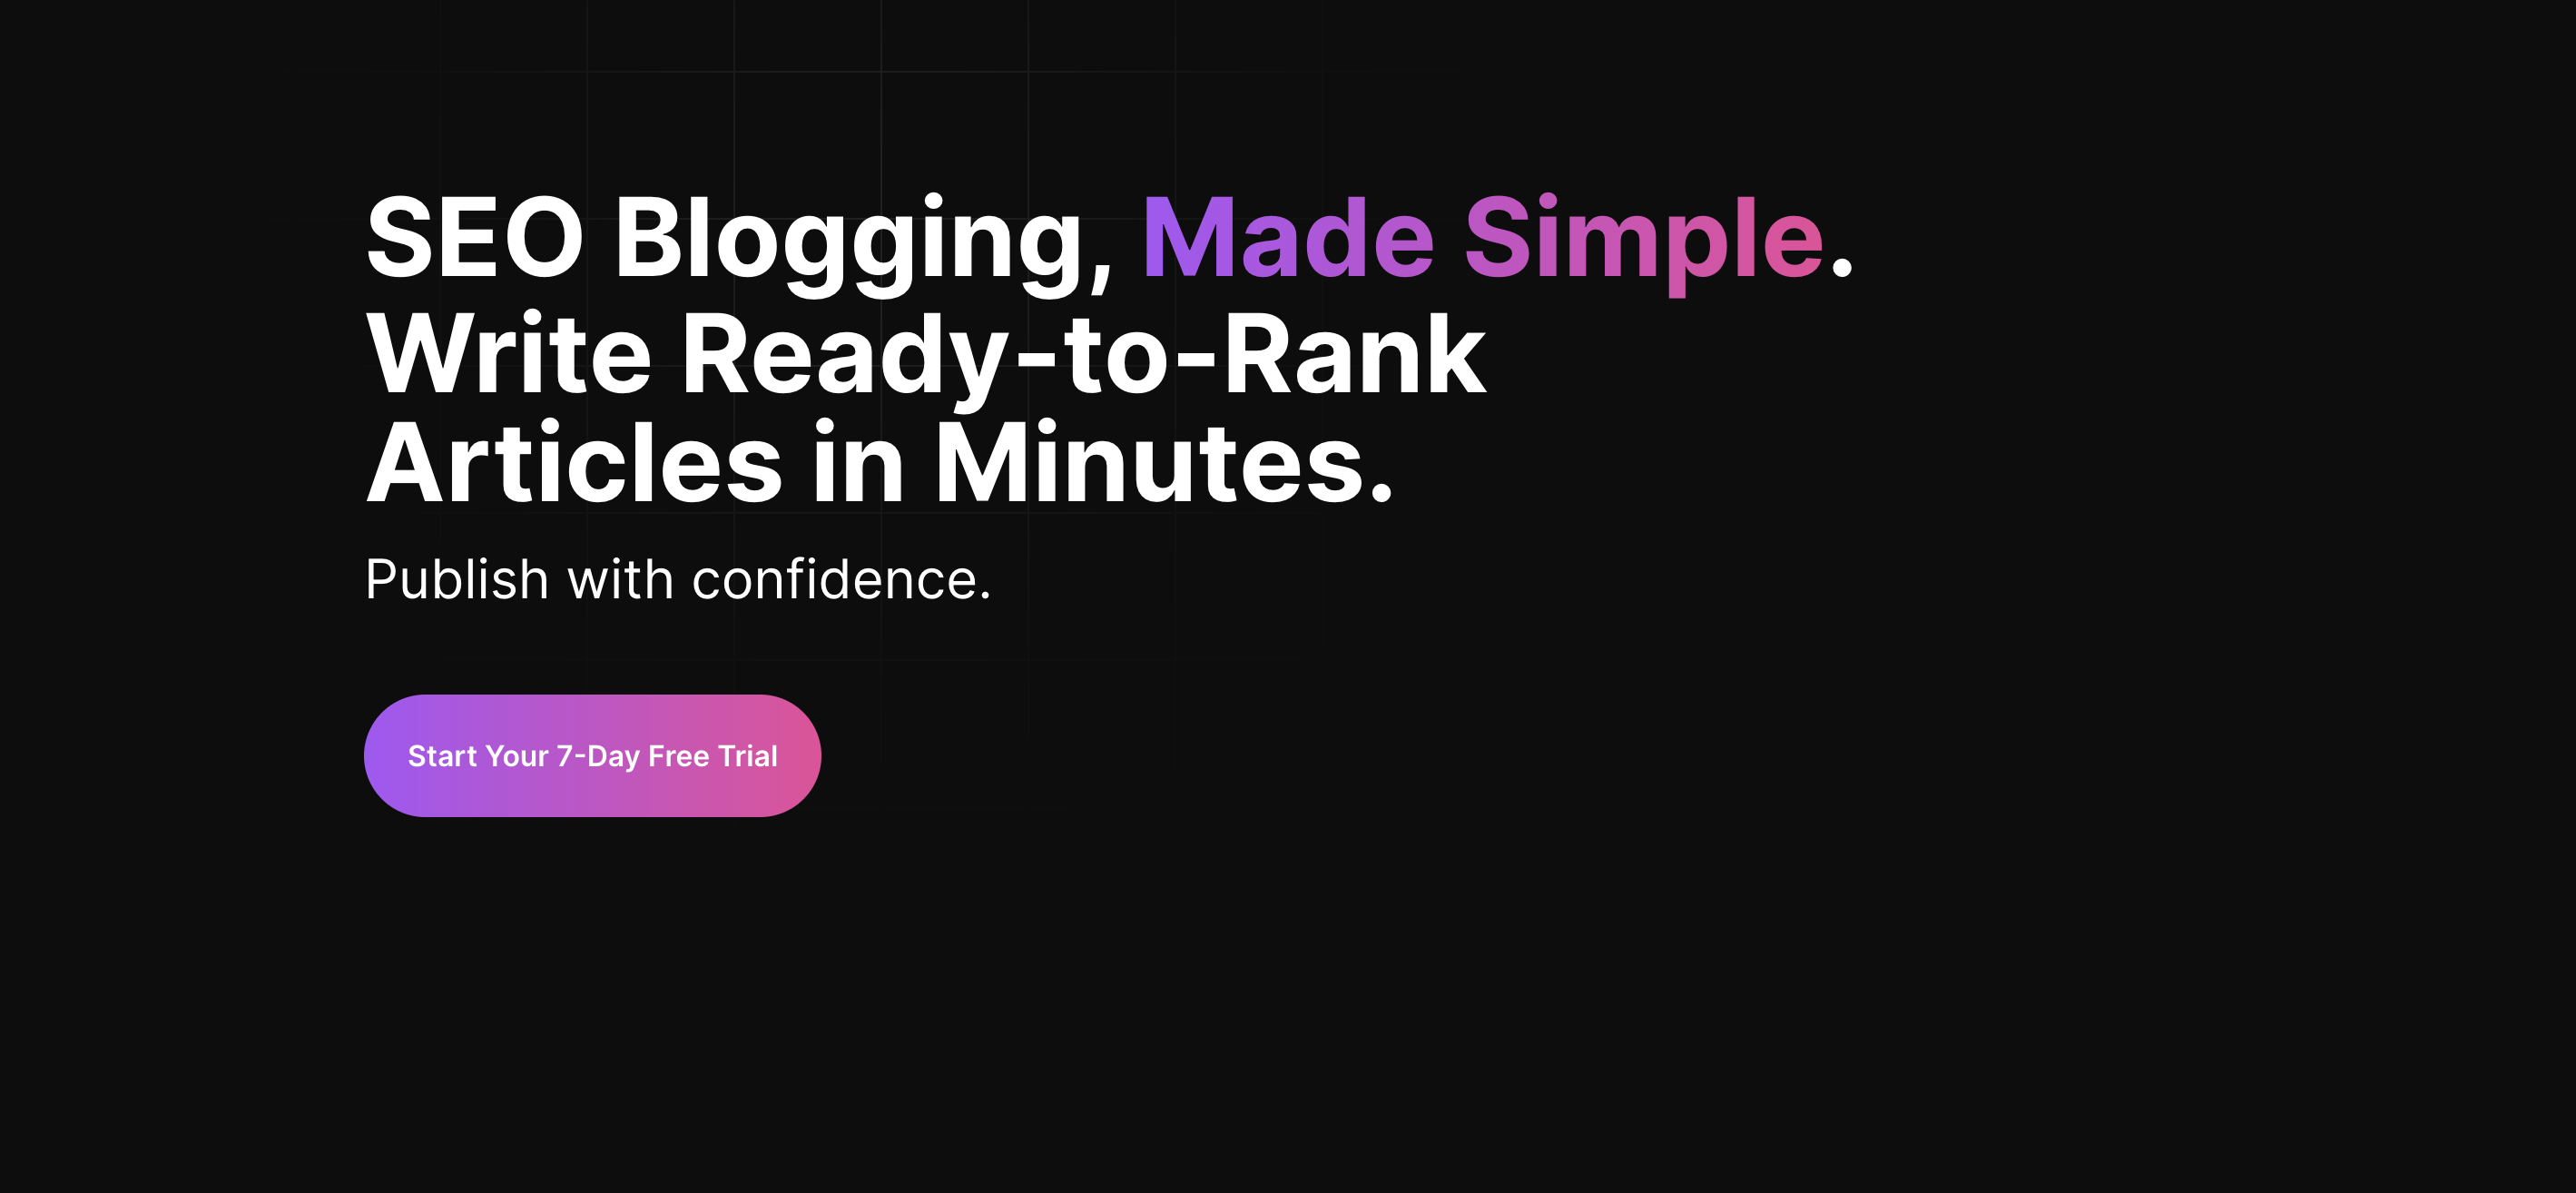 SEO Blogging, Made Simple.
Write Ready-to-Rank
Articles in Minutes.
Publish with confidence.
Start Your 7-Day Free Trial